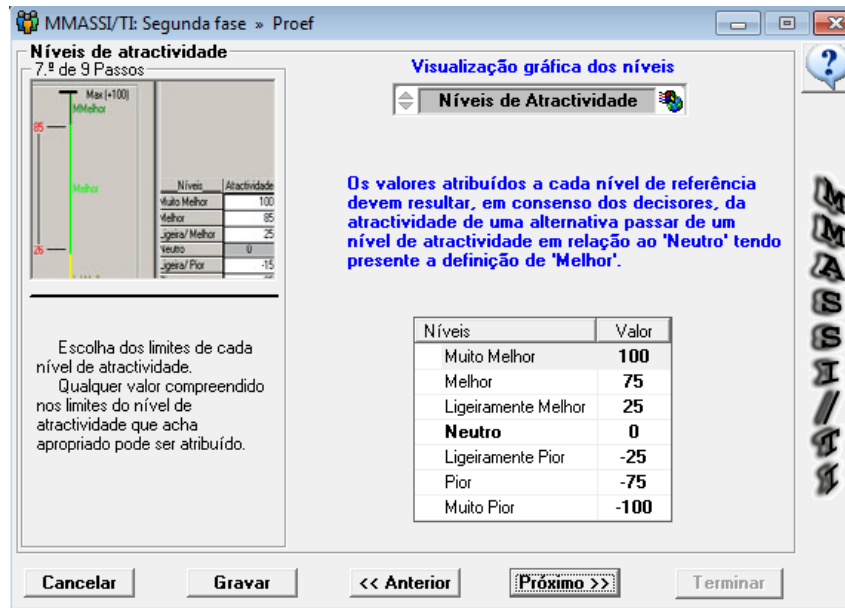 MMASSI/TI: Segunda fase » Proef
Níveis de atractividade
7.º de 9 Passos
Max (+100)
MMelhor
85
Melhor
25
Níveis Atactividade
Muito Melhor 100
Melhor 85
Ligeira/ Melhor 25
Neutro 0
Ligeira/ Pior -15
Escolha dos limites de cada
nível de atractividade.
Qualquer valor compreendido
nos limites do nível de
atractividade que acha
apropriado pode ser atribuído.
Visualização gráfica dos níveis
Níveis de Atractividade
Os valores atribuídos a cada nível de referência
devem resultar, em consenso dos decisores, da
atractividade de uma alternativa passar de um
nível de atractividade em relação ao 'Neutro' tendo
presente a definição de 'Melhor'.
Níveis Valor
Muito Melhor 100
Melhor 75
Ligeiramente Melhor 25
Neutro 0
Ligeiramente Pior -25
Pior -75
Muito Pior -100
?
MMASSI/TI
Cancelar
Gravar
<< Anterior
Próximo >>
Terminar